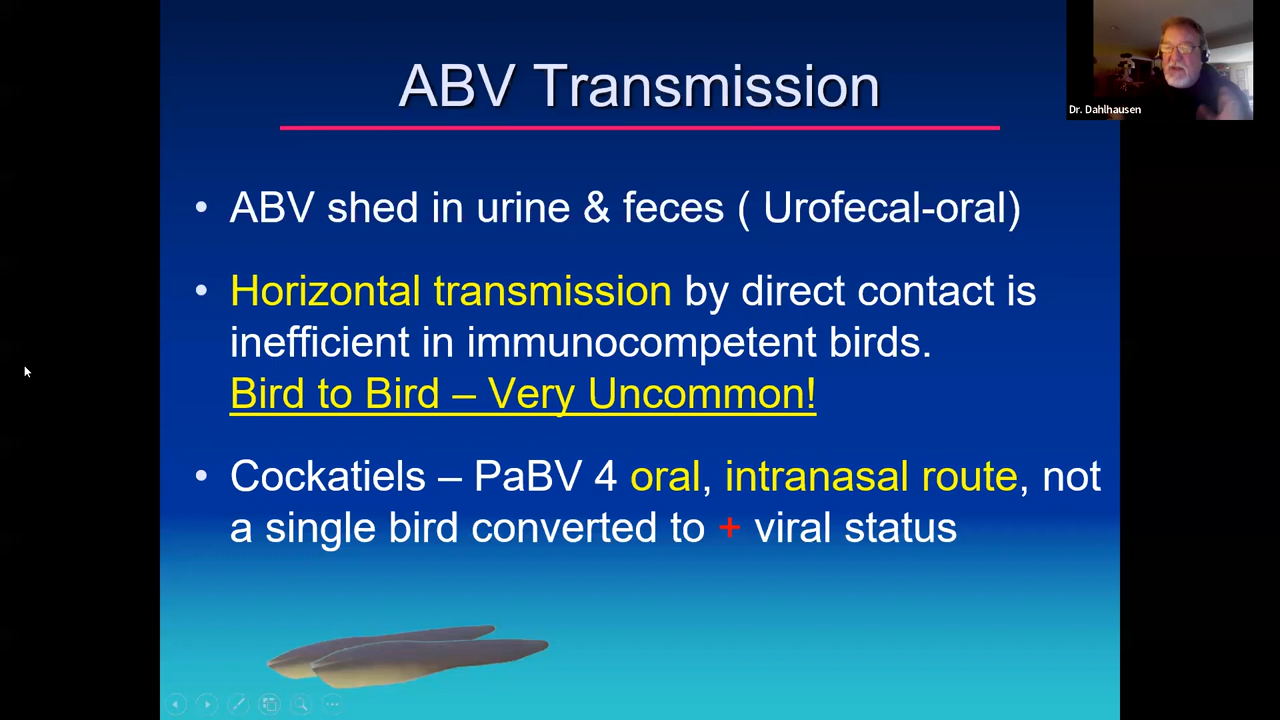 ABV Transmission
Dr. Dahlhausen
• ABV shed in urine & feces ( Urofecal-oral)
• Horizontal transmission by direct contact is
inefficient in immunocompetent birds.
Bird to Bird – Very Uncommon!
• Cockatiels – PaBV 4 oral, intranasal route, not
a single bird converted to + viral status